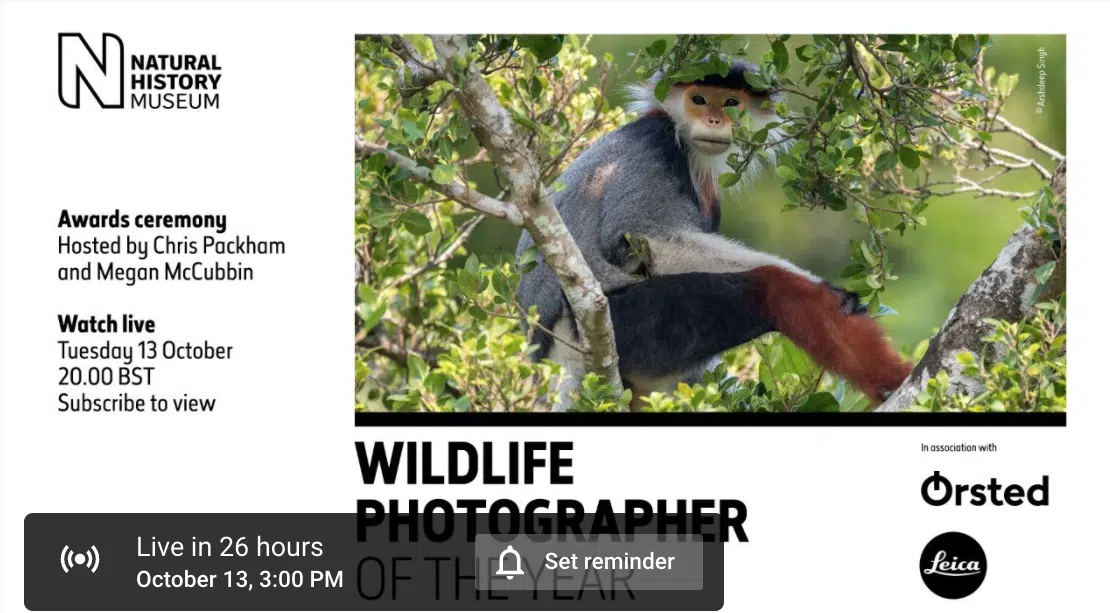 NATURAL
HISTORY
MUSEUM
© Arshdeep Singh
Awards ceremony
Hosted by Chris Packham
and Megan McCubbin
Watch live
Tuesday 13 October
20.00 BST
Subscribe to view
WILDLIFE
PHOTOGRAPHER
OF THE YEAR
In association with
Ørsted
Leica
Live in 26 hours
October 13, 3:00 PM
Set reminder